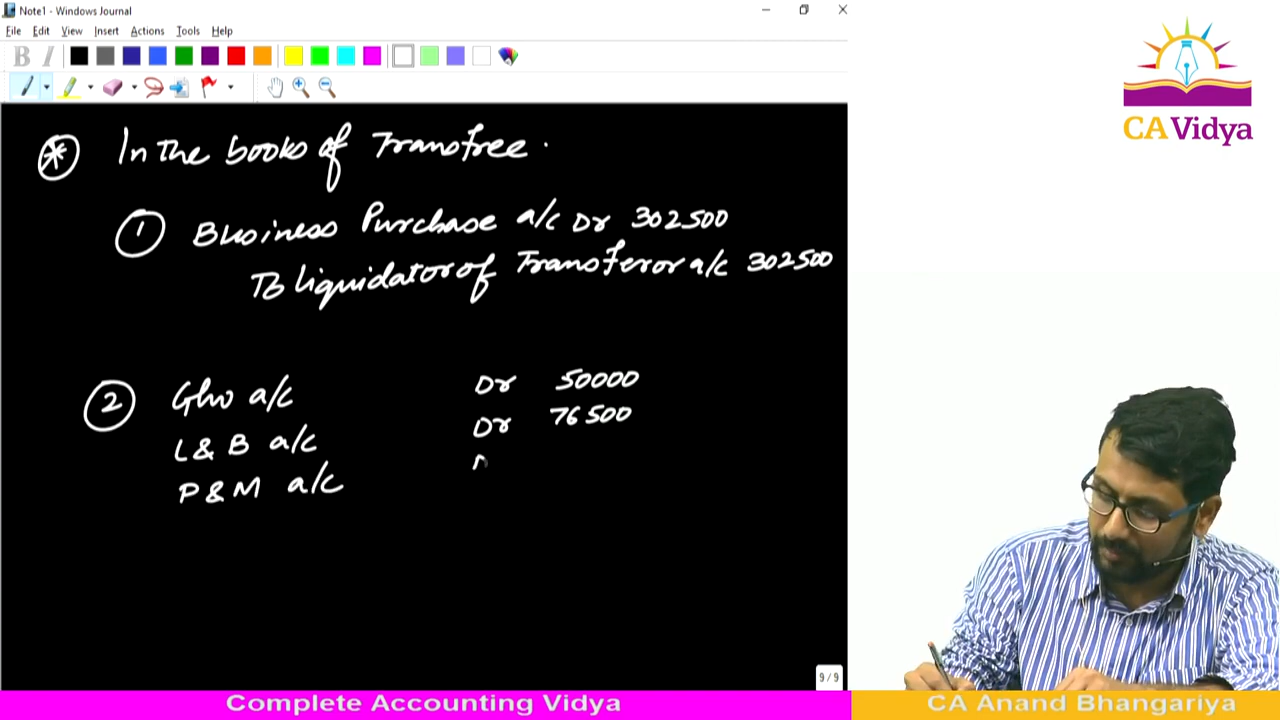 Note1 - Windows Journal
File Edit View Insert Actions Tools Help
B I
CA Vidya
In the books of Transfree.
1 Business Purchase a/c Dr 302500
To liquidator of Transferor a/c 302500
2 G/w a/c Dr 50000
L & B a/c Dr 76500
P & M a/c
9 / 9
Complete Accounting Vidya
CA Anand Bhangariya